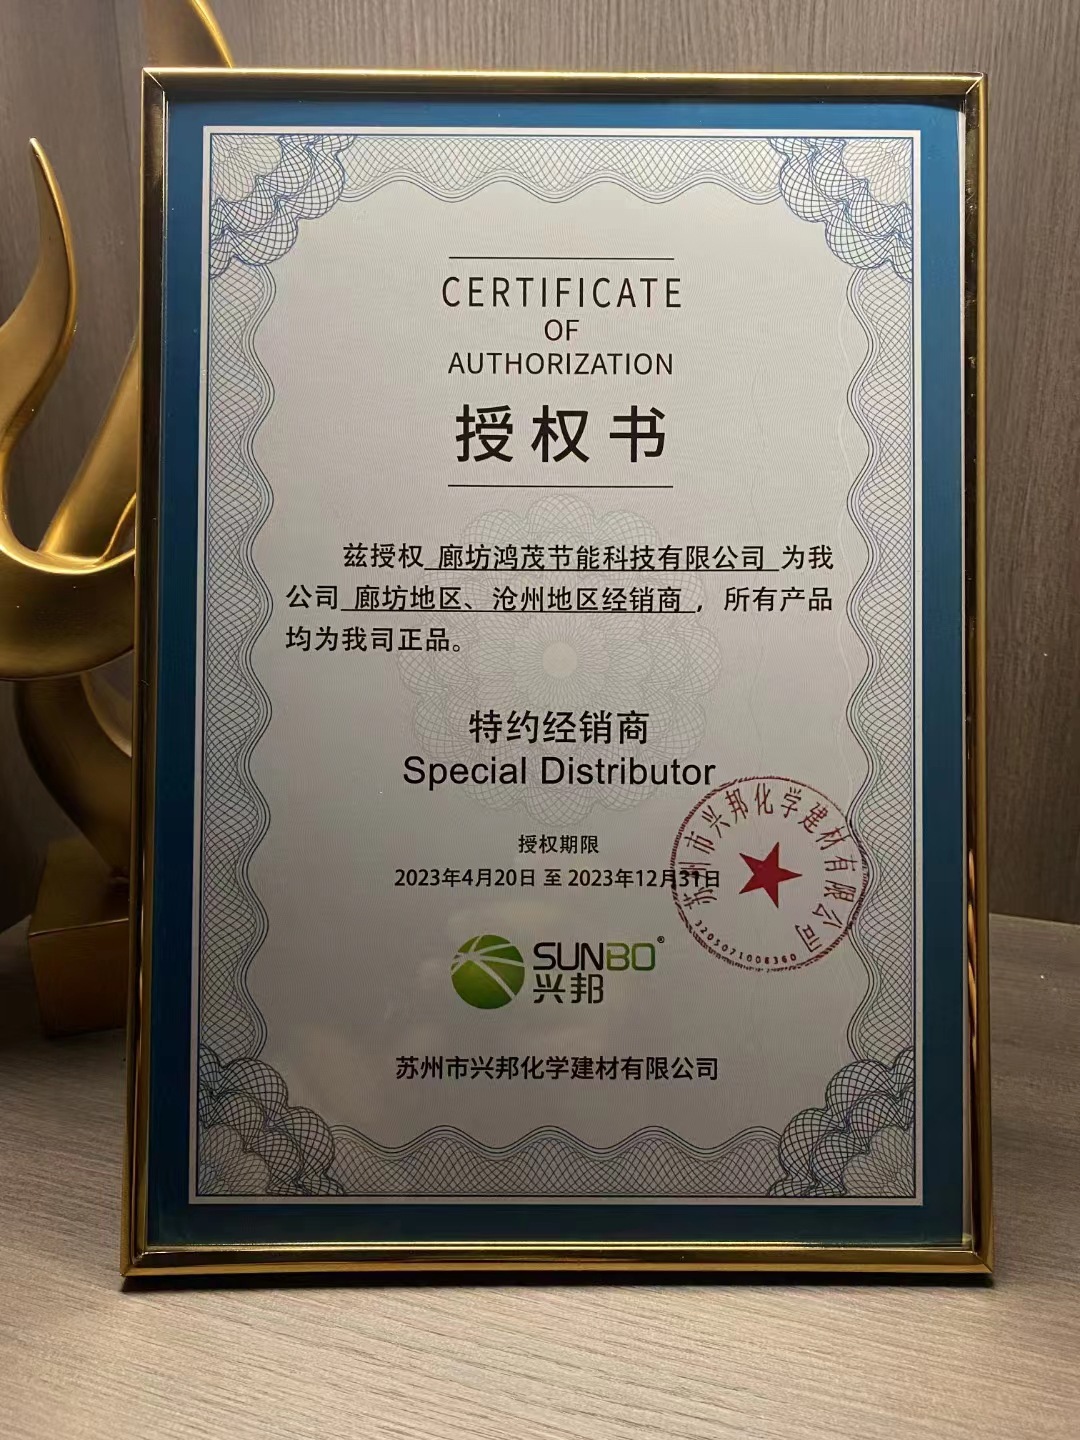 CERTIFICATE
OF
AUTHORIZATION
授权书
兹授权 廊坊鸿茂节能科技有限公司 为我
公司 廊坊地区、沧州地区经销商 ，所有产品
均为我司正品。
特约经销商
Special Distributor
授权期限
2023年4月20日 至 2023年12月31日
苏州市兴邦化学建材有限公司
3205071008360
SUNBO®
兴邦
苏州市兴邦化学建材有限公司